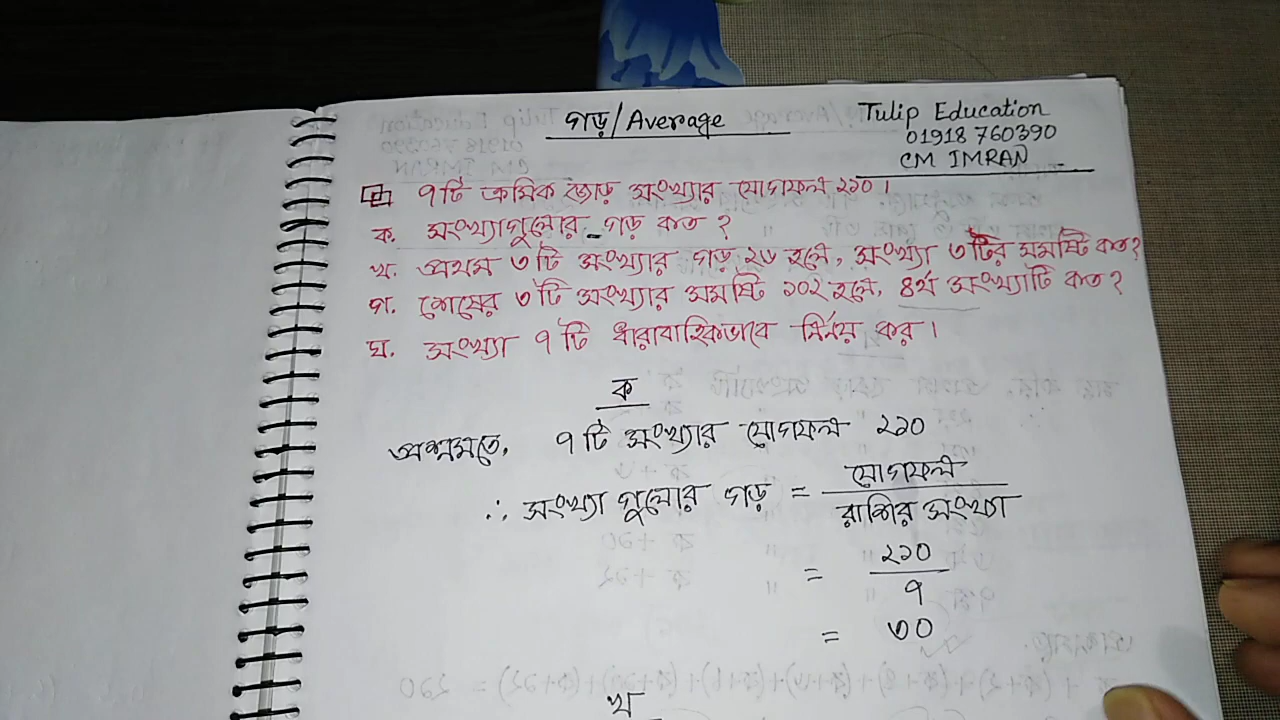 গড়/Average
Tulip Education
01918 760390
CM IMRAN
৭টি ক্রমিক জোড় সংখ্যার যোগফল ২১০।
ক. সংখ্যাগুলোর গড় কত ?
খ. প্রথম ৩টি সংখ্যার গড় ২৬ হলে, সংখ্যা ৩টির সমষ্টি কত?
গ. শেষের ৩টি সংখ্যার সমষ্টি ১০২ হলে, ৪র্থ সংখ্যাটি কত ?
ঘ. সংখ্যা ৭টি ধারাবাহিকভাবে নির্নয় কর।
ক
প্রশ্নমতে, ৭টি সংখ্যার যোগফল ২১০
∴ সংখ্যা গুলোর গড় = যোগফল / রাশির সংখ্যা
= ২১০ / ৭
= ৩০
খ